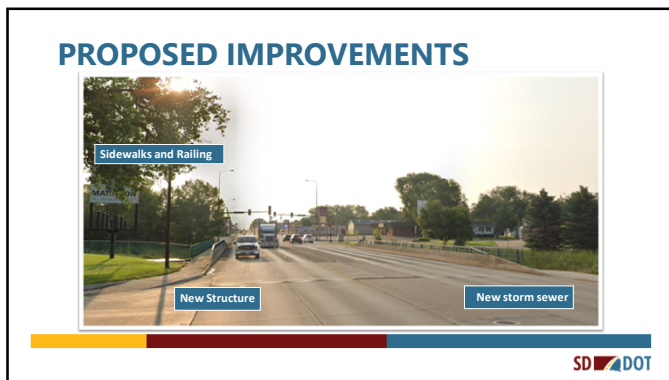 PROPOSED IMPROVEMENTS
Sidewalks and Railing
New Structure
New storm sewer
SD DOT